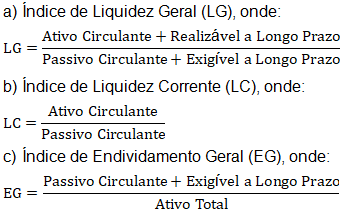 a) Índice de Liquidez Geral (LG), onde:
LG = Ativo Circulante + Realizável a Longo Prazo
Passivo Circulante + Exigível a Longo Prazo
b) Índice de Liquidez Corrente (LC), onde:
LC = Ativo Circulante
Passivo Circulante
c) Índice de Endividamento Geral (EG), onde:
EG = Passivo Circulante + Exigível a Longo Prazo
Ativo Total